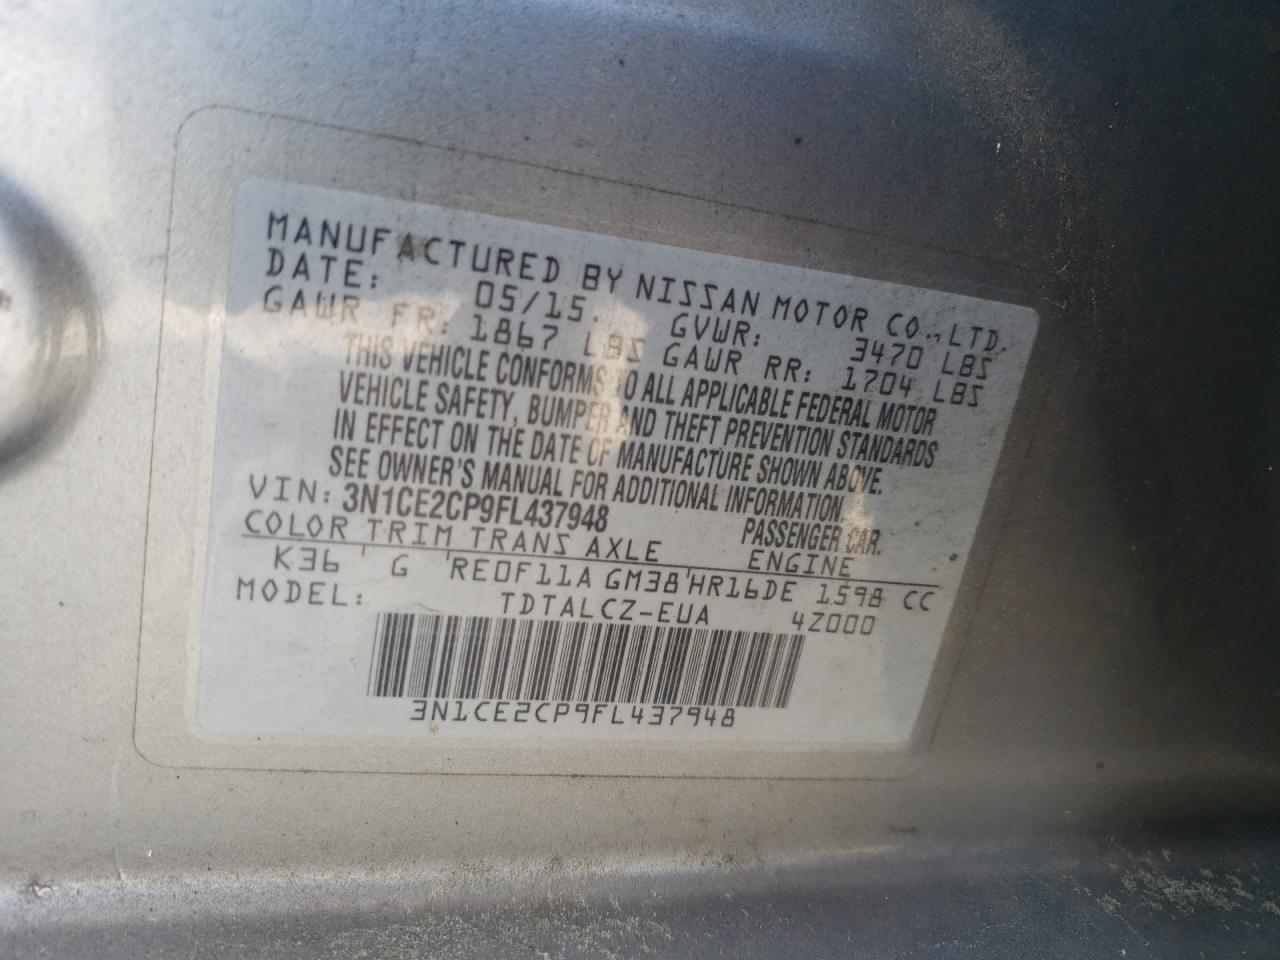 MANUFACTURED BY NISSAN MOTOR CO.,LTD.
DATE: 05/15. GVWR: 3470 LBS
GAWR FR: 1867 LBS GAWR RR: 1704 LBS
THIS VEHICLE CONFORMS TO ALL APPLICABLE FEDERAL MOTOR
VEHICLE SAFETY, BUMPER AND THEFT PREVENTION STANDARDS
IN EFFECT ON THE DATE OF MANUFACTURE SHOWN ABOVE.
SEE OWNER'S MANUAL FOR ADDITIONAL INFORMATION.
VIN: 3N1CE2CP9FL437948 PASSENGER CAR.
COLOR TRIM TRANS AXLE ENGINE
K36 G RE0F11A GM38 HR16DE 1598 CC
MODEL: TDTALCZ-EUA 4Z000
3N1CE2CP9FL437948